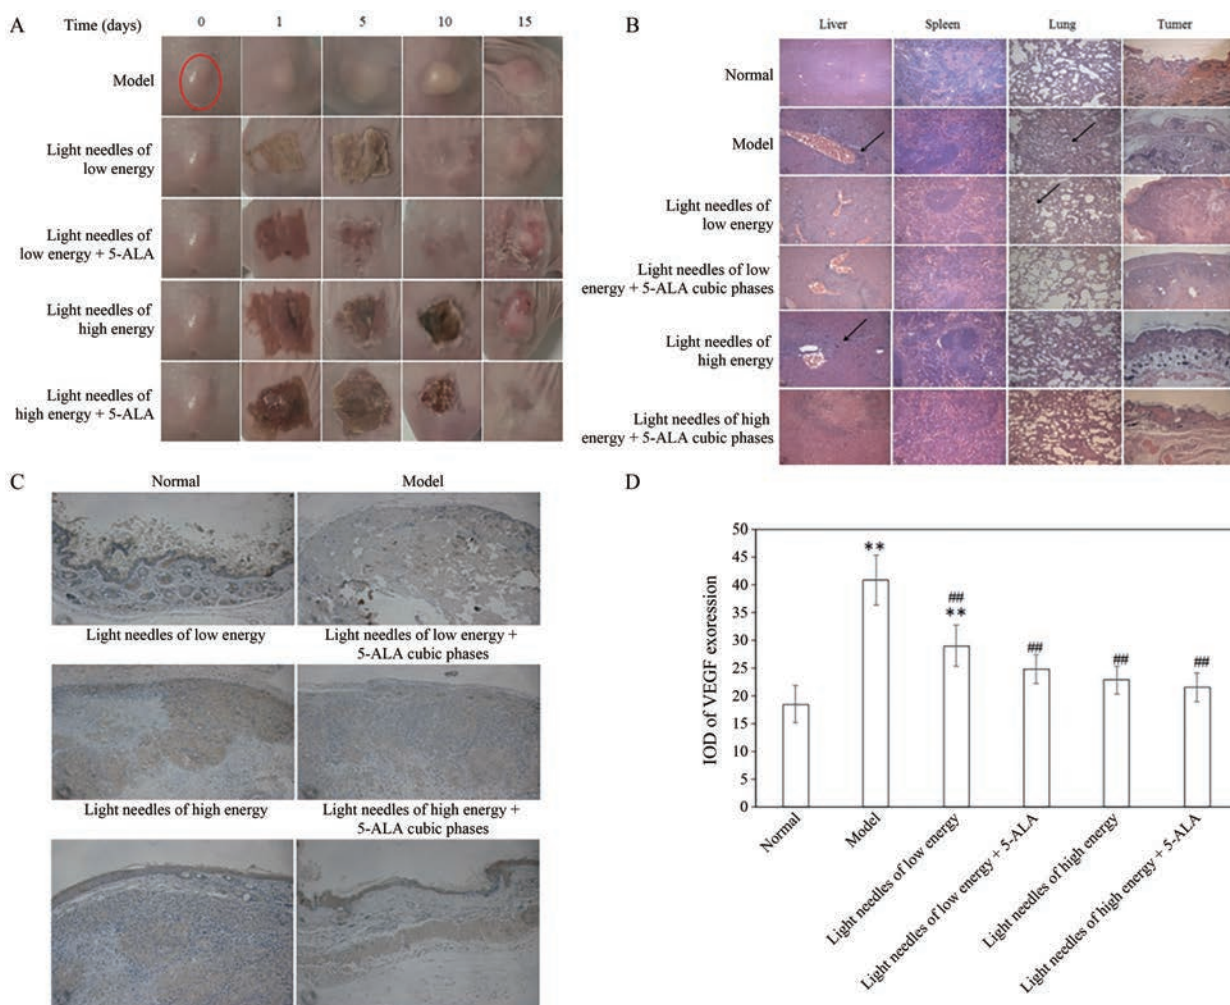 A
Time (days)
0
1
5
10
15
Model
Light needles of
low energy
Light needles of
low energy + 5-ALA
Light needles of
high energy
Light needles of
high energy + 5-ALA
B
Liver
Spleen
Lung
Tumer
Normal
Model
Light needles of
low energy
Light needles of low
energy + 5-ALA cubic phases
Light needles of
high energy
Light needles of high
energy + 5-ALA cubic phases
C
Normal
Model
Light needles of low energy
Light needles of low energy +
5-ALA cubic phases
Light needles of high energy
Light needles of high energy +
5-ALA cubic phases
D
IOD of VEGF exoression
50
45
40
35
30
25
20
15
10
5
0
**
##
**
##
##
##
Normal
Model
Light needles of low energy
Light needles of low energy + 5-ALA
Light needles of high energy
Light needles of high energy + 5-ALA